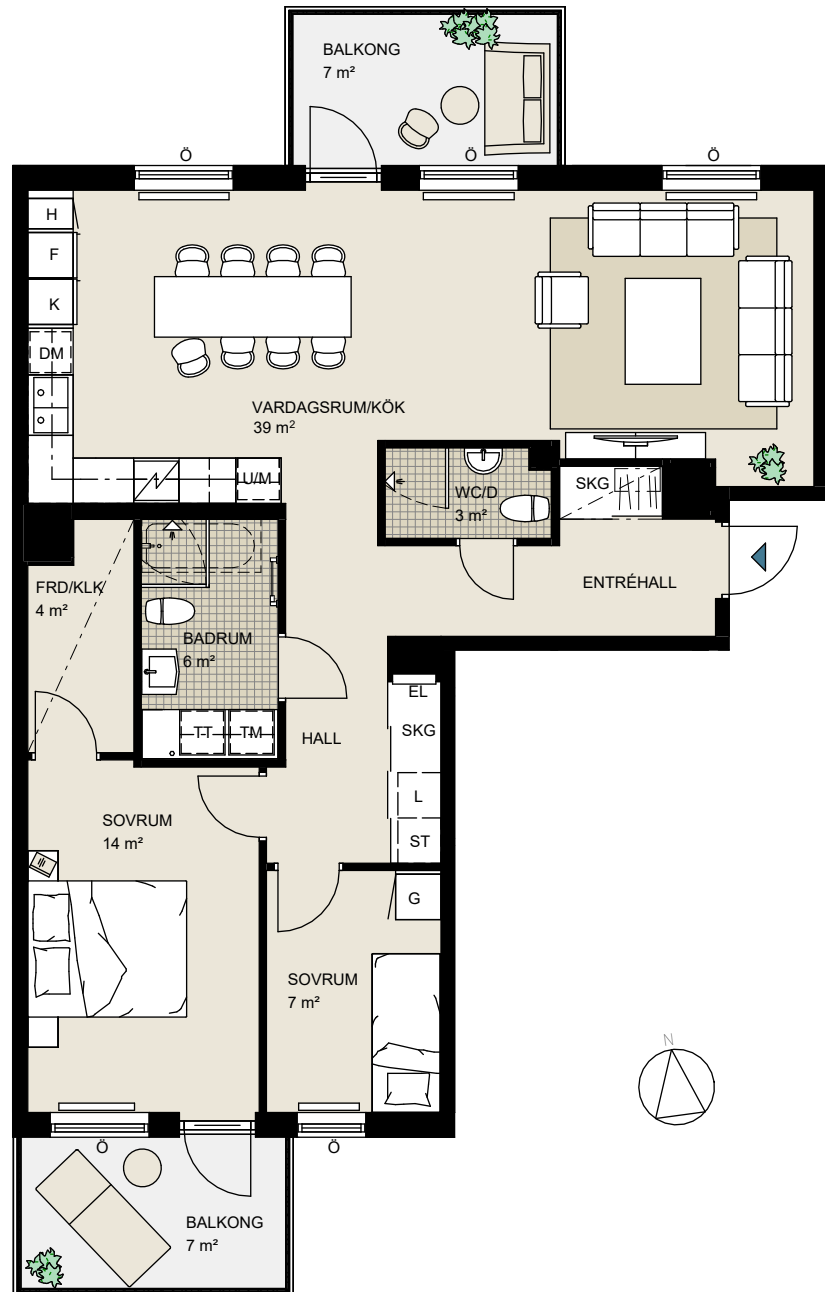 BALKONG
7 m²
Ö
Ö
Ö
H
F
K
DM
VARDAGSRUM/KÖK
39 m²
U/M
WC/D
3 m²
SKG
ENTRÉHALL
FRD/KLK
4 m²
BADRUM
6 m²
TT
TM
HALL
EL
SKG
L
ST
SOVRUM
14 m²
G
SOVRUM
7 m²
N
Ö
Ö
BALKONG
7 m²